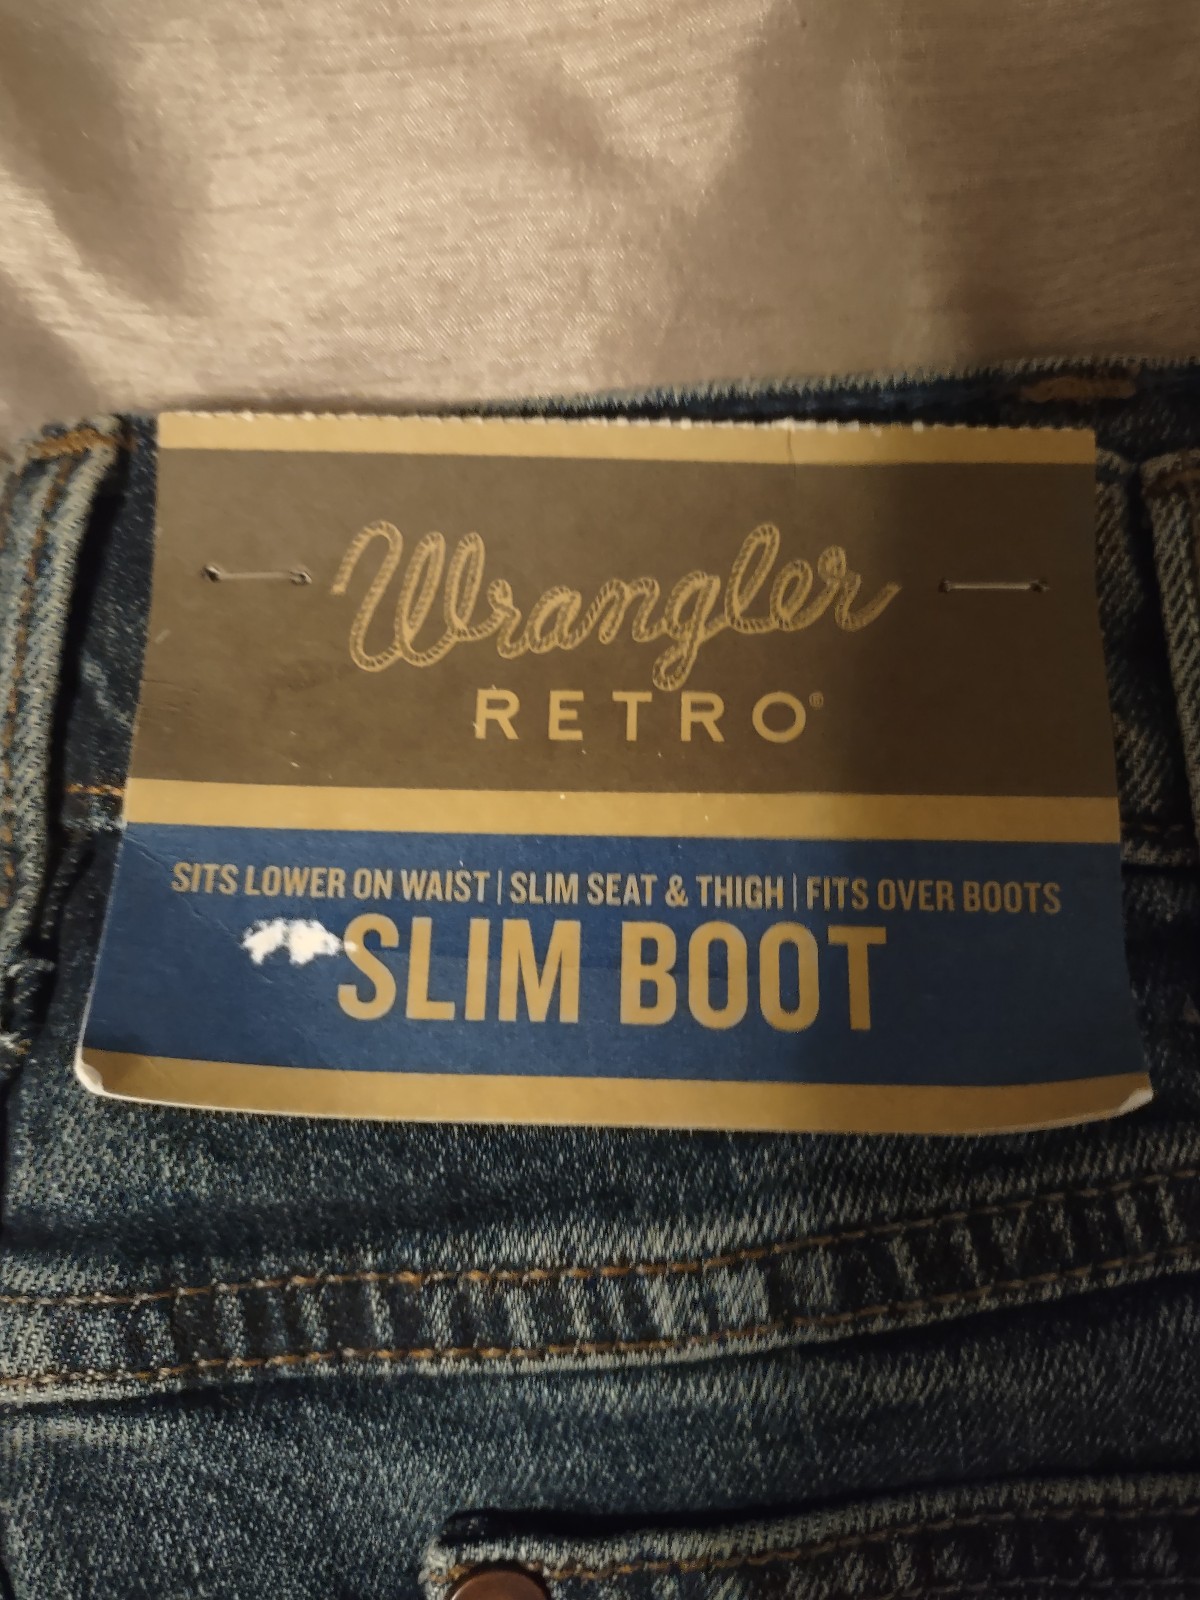 Wrangler
RETRO®
SITS LOWER ON WAIST | SLIM SEAT & THIGH | FITS OVER BOOTS
SLIM BOOT